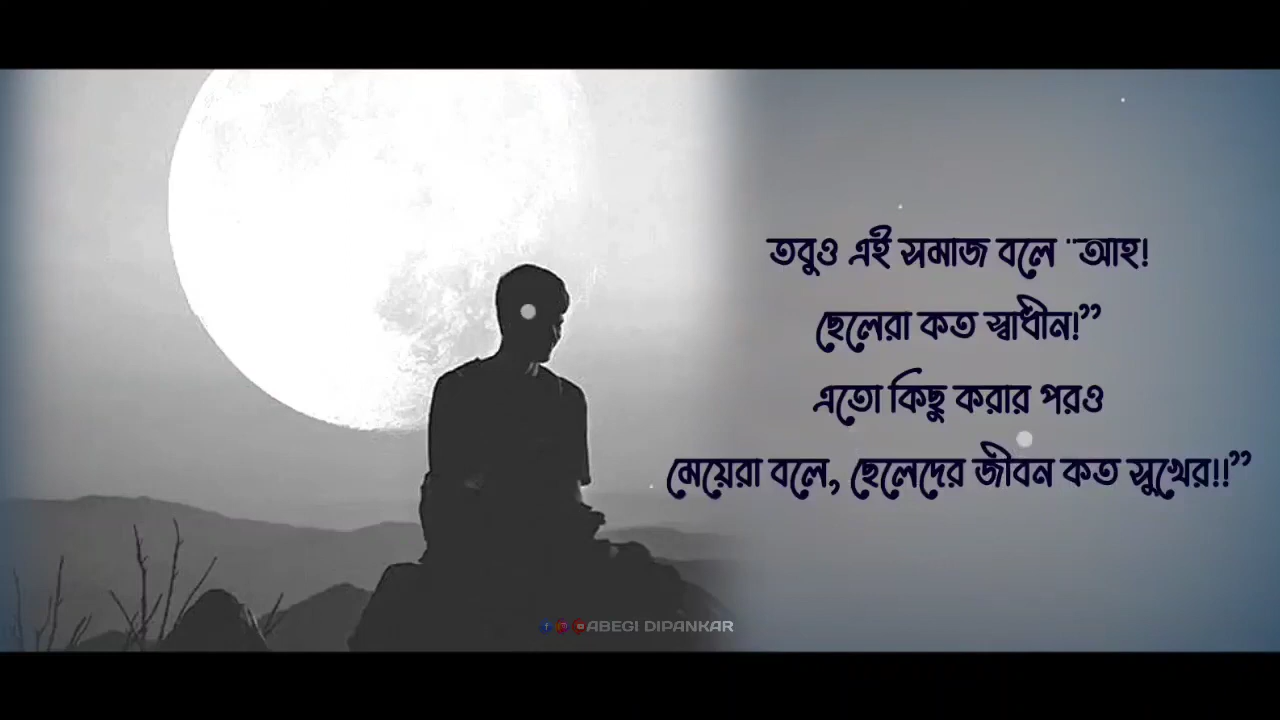 তবুও এই সমাজ বলে ¨আহ!
ছেলেরা কত স্বাধীন!”
এতো কিছু করার পরও
মেয়েরা বলে, ছেলেদের জীবন কত সুখের!!”
ABEGI DIPANKAR